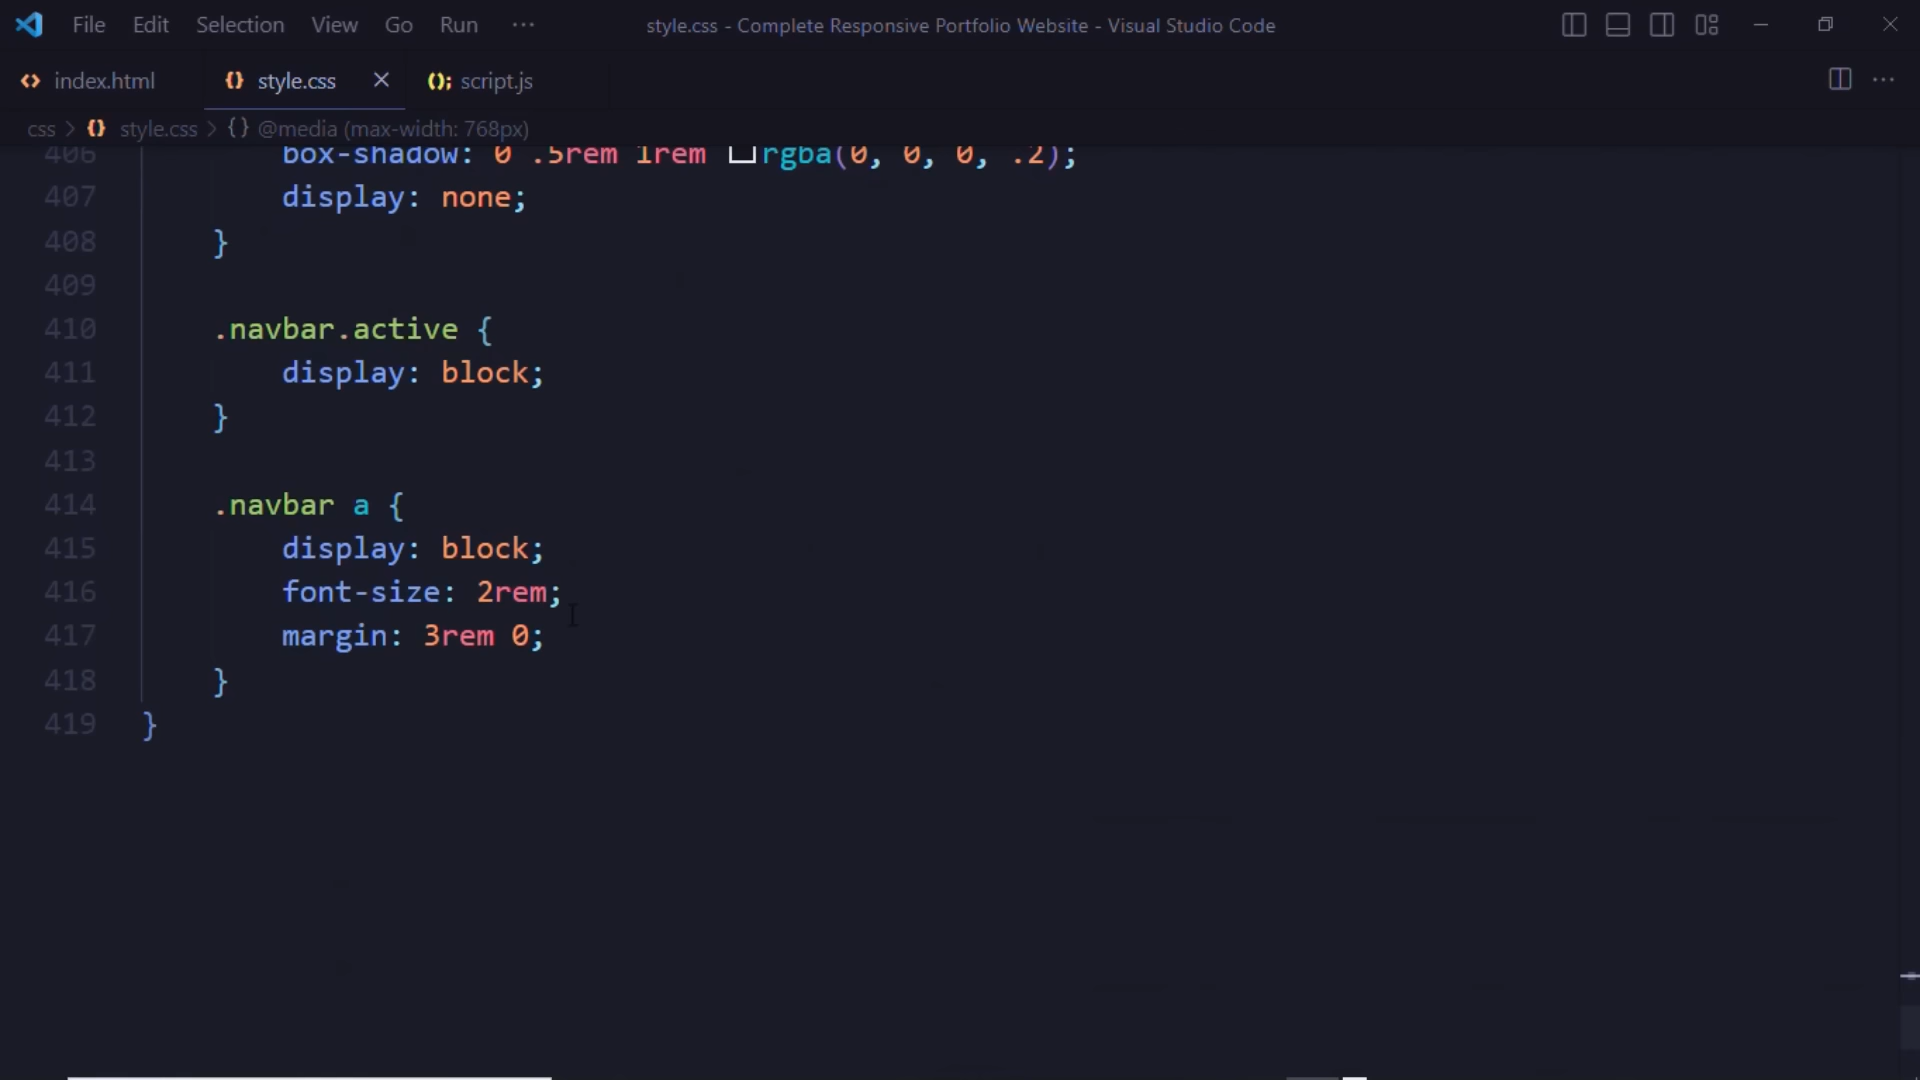 File Edit Selection View Go Run ···
style.css - Complete Responsive Portfolio Website - Visual Studio Code
index.html
style.css
script.js
css > style.css > {} @media (max-width: 768px)
406 box-shadow: 0 .5rem 1rem rgba(0, 0, 0, .2);
407 display: none;
408 }
409
410 .navbar.active {
411 display: block;
412 }
413
414 .navbar a {
415 display: block;
416 font-size: 2rem;
417 margin: 3rem 0;
418 }
419 }